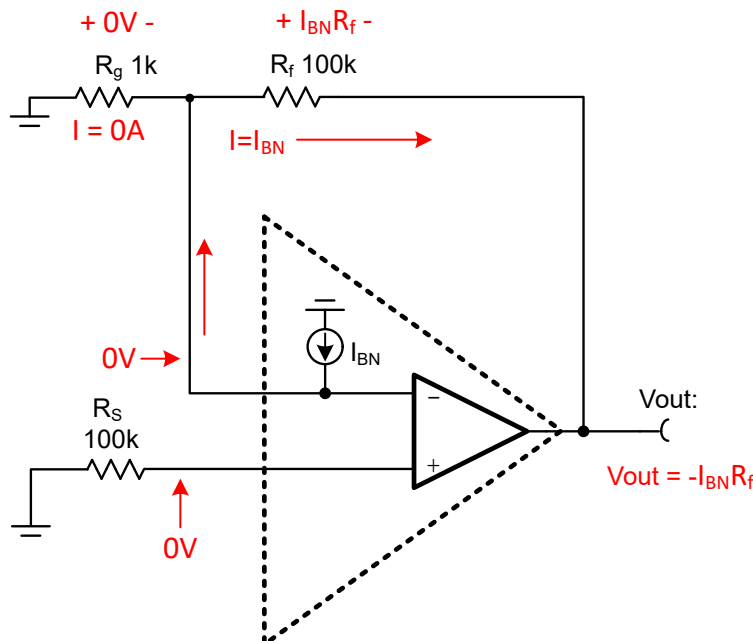 + 0V -
+ IBNRf -
Rg 1k
Rf 100k
I = 0A
I=IBN
0V
IBN
RS
100k
−
+
0V
Vout:
Vout = -IBNRf